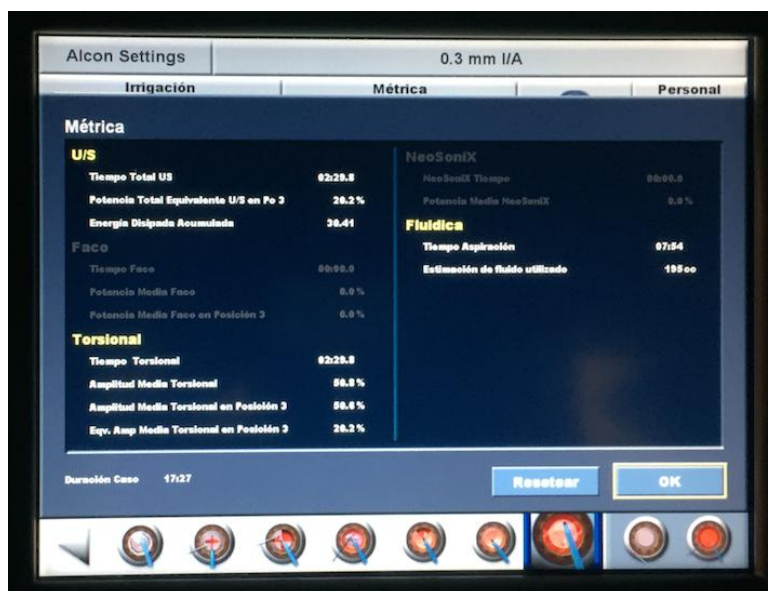 Alcon Settings
0.3 mm I/A
Irrigación
Métrica
Personal
Métrica
U/S
Tiempo Total US 02:29.8
Potencia Total Equivalente U/S en Po 3 20.2%
Energía Disipada Acumulada 30.41
Faco
Tiempo Faco 00:00.0
Potencia Media Faco 0.0%
Potencia Media Faco en Posición 3 0.0%
Torsional
Tiempo Torsional 02:29.8
Amplitud Media Torsional 50.8%
Amplitud Media Torsional en Posición 3 50.6%
Eqv. Amp Media Torsional en Posición 3 20.2%
NeoSoniX
NeoSoniX Tiempo 00:00.0
Potencia Media NeoSoniX 0.0%
Fluídica
Tiempo Aspiración 07:54
Estimación de fluido utilizado 195 cc
Duración Caso 17:27
Resetear
OK